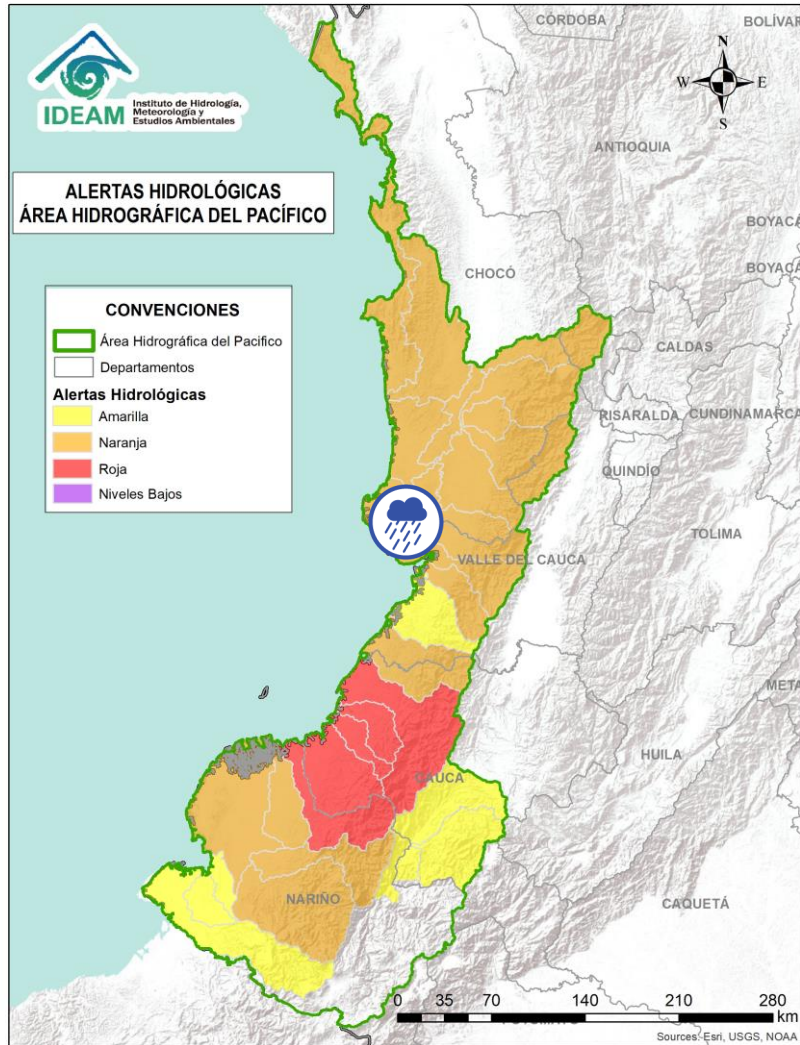 IDEAM
Instituto de Hidrología,
Meteorología y
Estudios Ambientales
ALERTAS HIDROLÓGICAS
ÁREA HIDROGRÁFICA DEL PACÍFICO
CONVENCIONES
Área Hidrográfica del Pacifico
Departamentos
Alertas Hidrológicas
Amarilla
Naranja
Roja
Niveles Bajos
N
W E
S
CÓRDOBA
BOLÍVAR
ANTIOQUIA
BOYACÁ
CHOCÓ
BOYACÁ
CALDAS
RISARALDA
CUNDINAMARCA
QUINDÍO
TOLIMA
VALLE DEL CAUCA
META
HUILA
CAUCA
NARIÑO
CAQUETÁ
0 35 70 140 210 280
km
Sources: Esri, USGS, NOAA